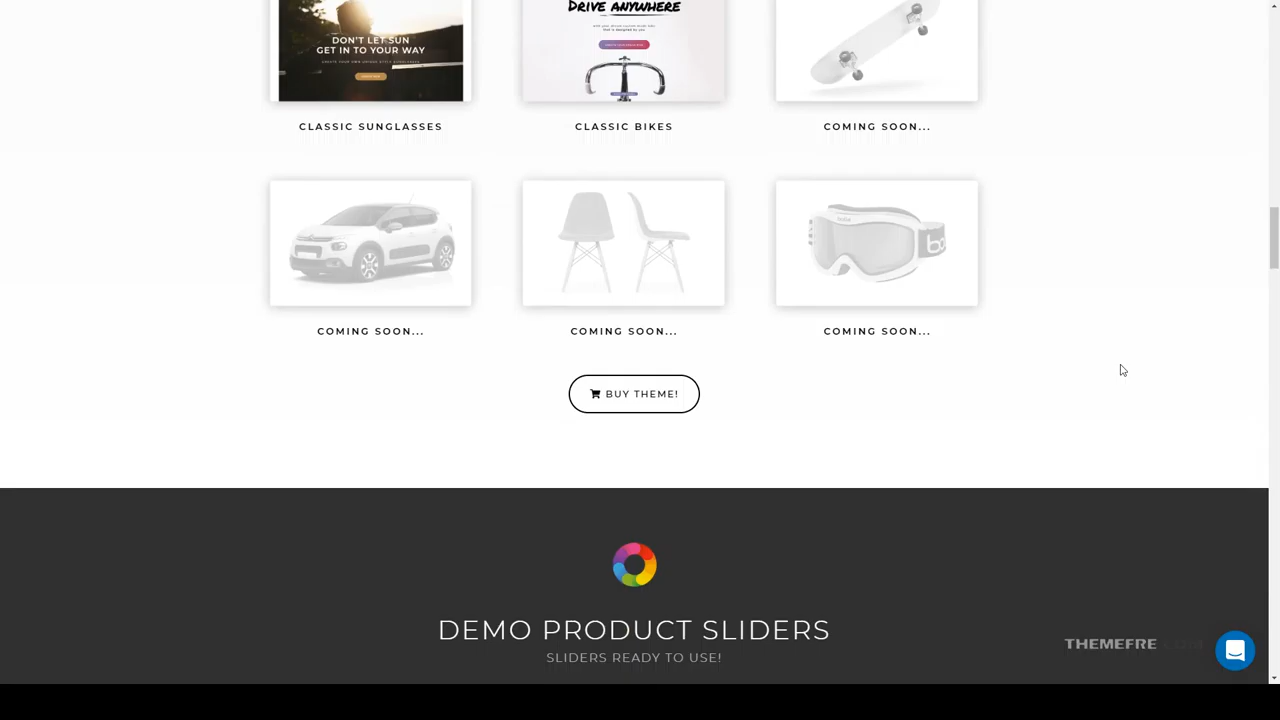 DRIVE ANYWHERE
DON'T LET SUN
GET IN TO YOUR WAY
CLASSIC SUNGLASSES
CLASSIC BIKES
COMING SOON...
COMING SOON...
COMING SOON...
COMING SOON...
BUY THEME!
DEMO PRODUCT SLIDERS
SLIDERS READY TO USE!
THEMEFRE